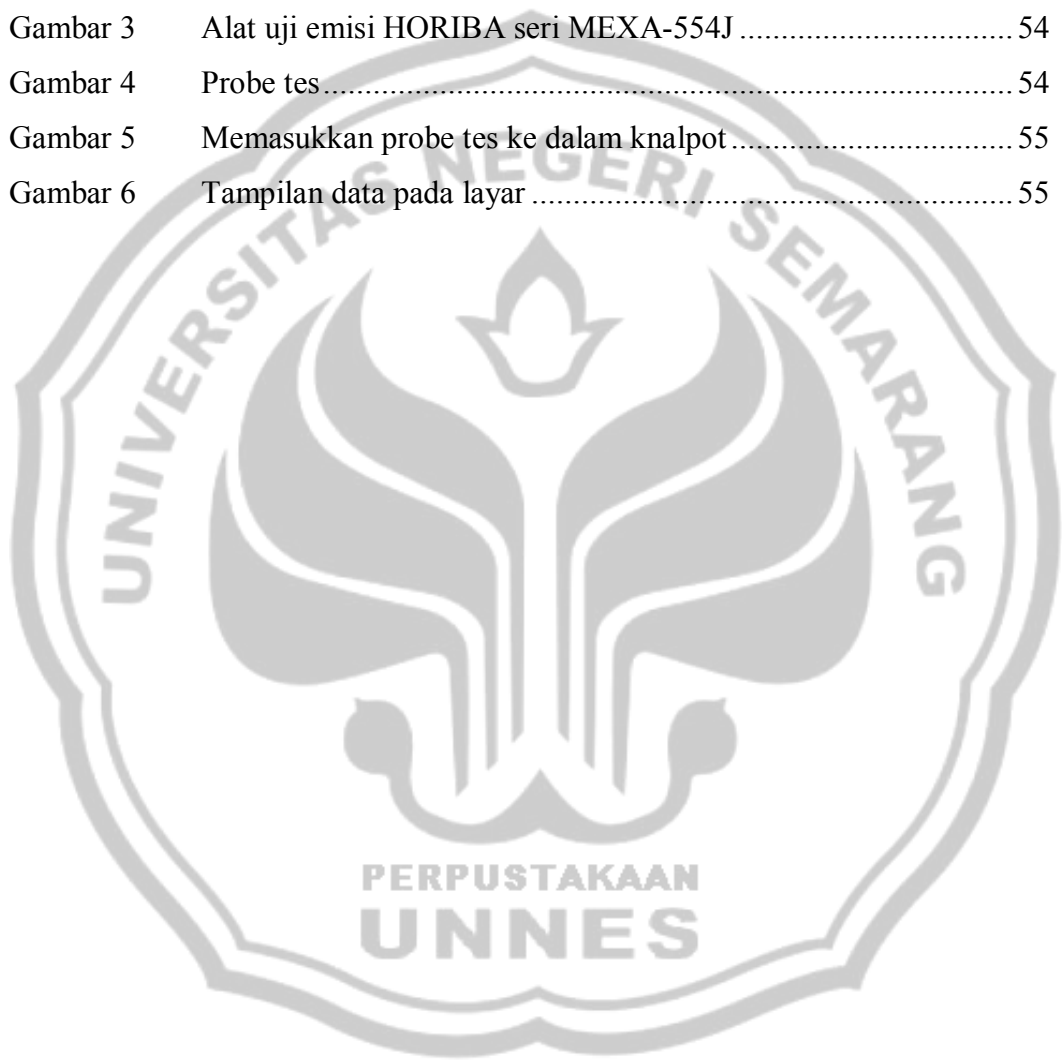 Gambar 3 Alat uji emisi HORIBA seri MEXA-554J ................................ 54
Gambar 4 Probe tes ................................................................................ 54
Gambar 5 Memasukkan probe tes ke dalam knalpot ................................. 55
Gambar 6 Tampilan data pada layar ......................................................... 55
UNIVERSITAS NEGERI SEMARANG
PERPUSTAKAAN
UNNES